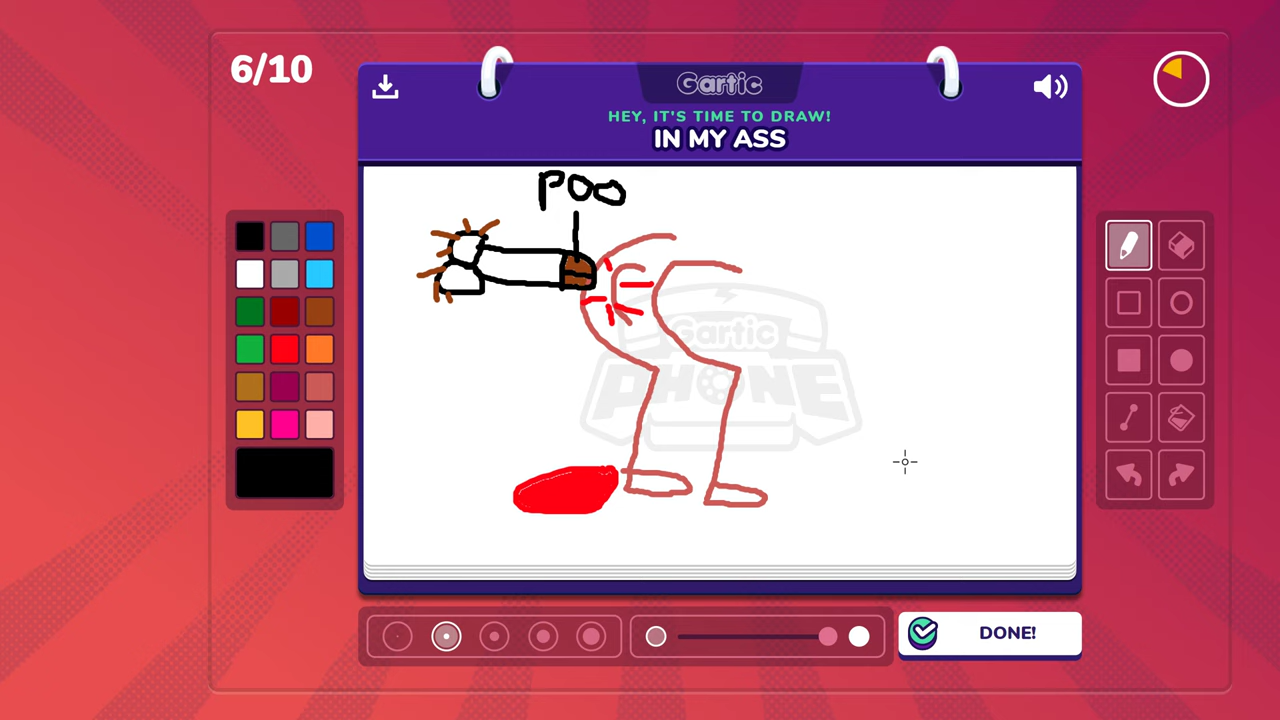 6/10
Gartic
HEY, IT'S TIME TO DRAW!
IN MY ASS
POO
Gartic
PHONE
DONE!